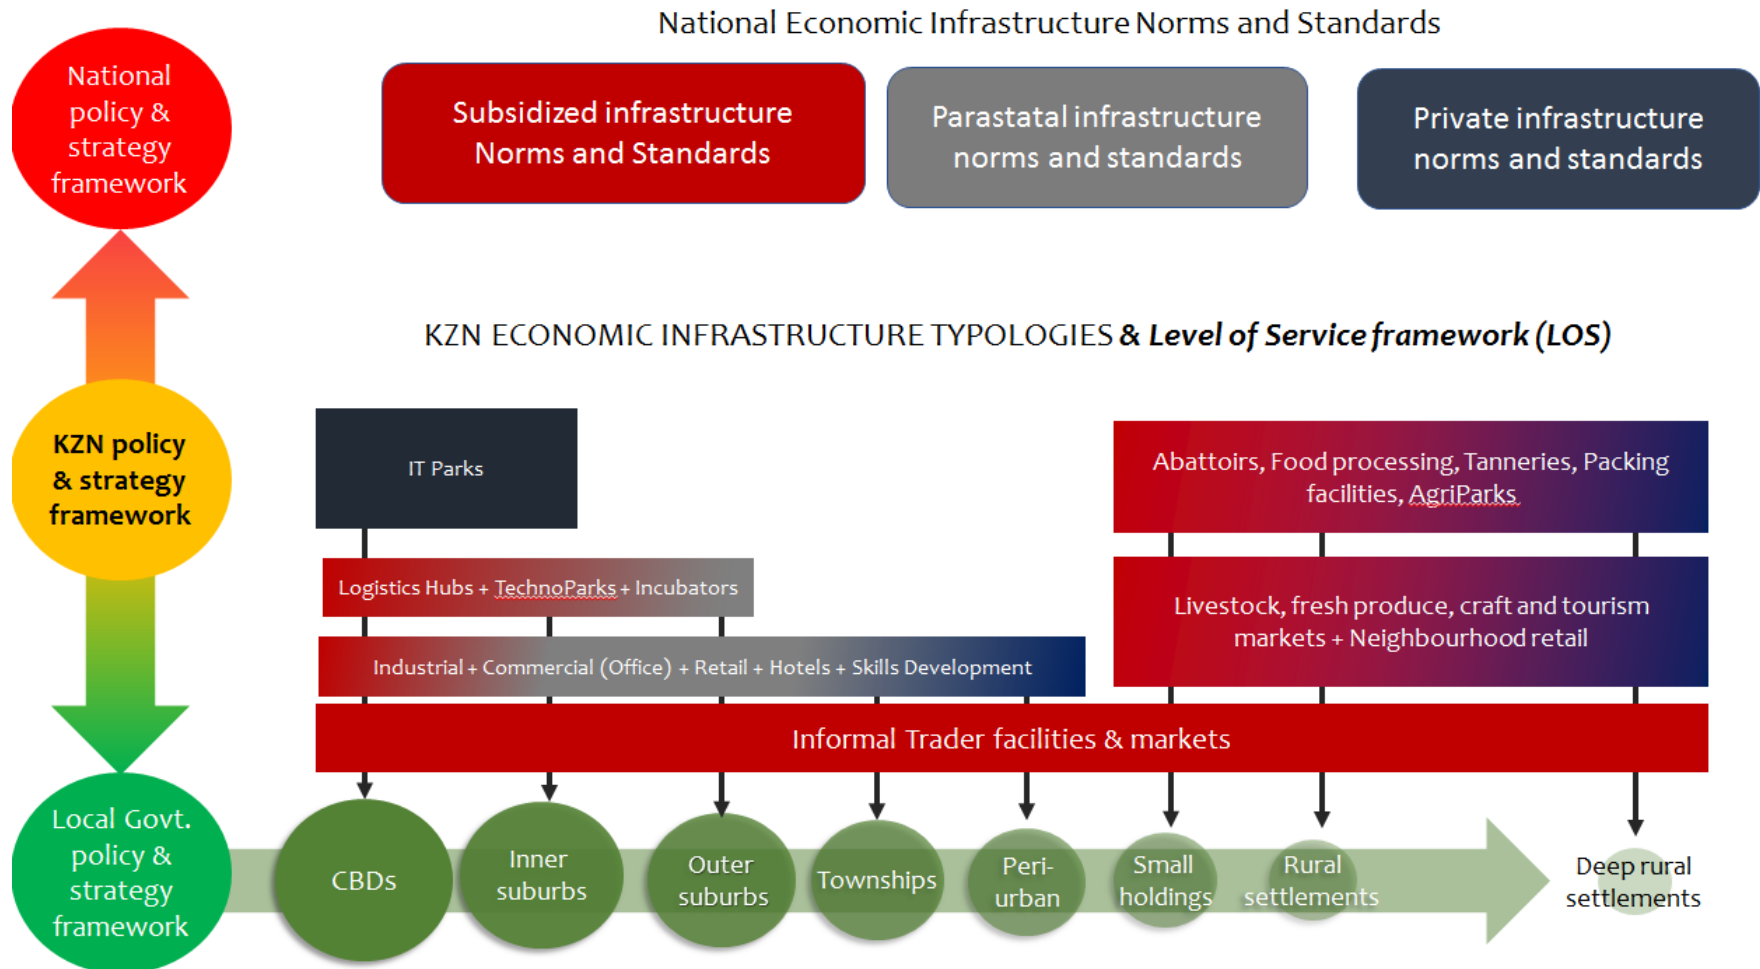 National Economic Infrastructure Norms and Standards
National
policy &
strategy
framework
Subsidized infrastructure
Norms and Standards
Parastatal infrastructure
norms and standards
Private infrastructure
norms and standards
KZN ECONOMIC INFRASTRUCTURE TYPOLOGIES & Level of Service framework (LOS)
KZN policy
& strategy
framework
IT Parks
Abattoirs, Food processing, Tanneries, Packing
facilities, AgriParks
Logistics Hubs + TechnoParks + Incubators
Livestock, fresh produce, craft and tourism
markets + Neighbourhood retail
Industrial + Commercial (Office) + Retail + Hotels + Skills Development
Informal Trader facilities & markets
Local Govt.
policy &
strategy
framework
CBDs
Inner
suburbs
Outer
suburbs
Townships
Peri-
urban
Small
holdings
Rural
settlements
Deep rural
settlements